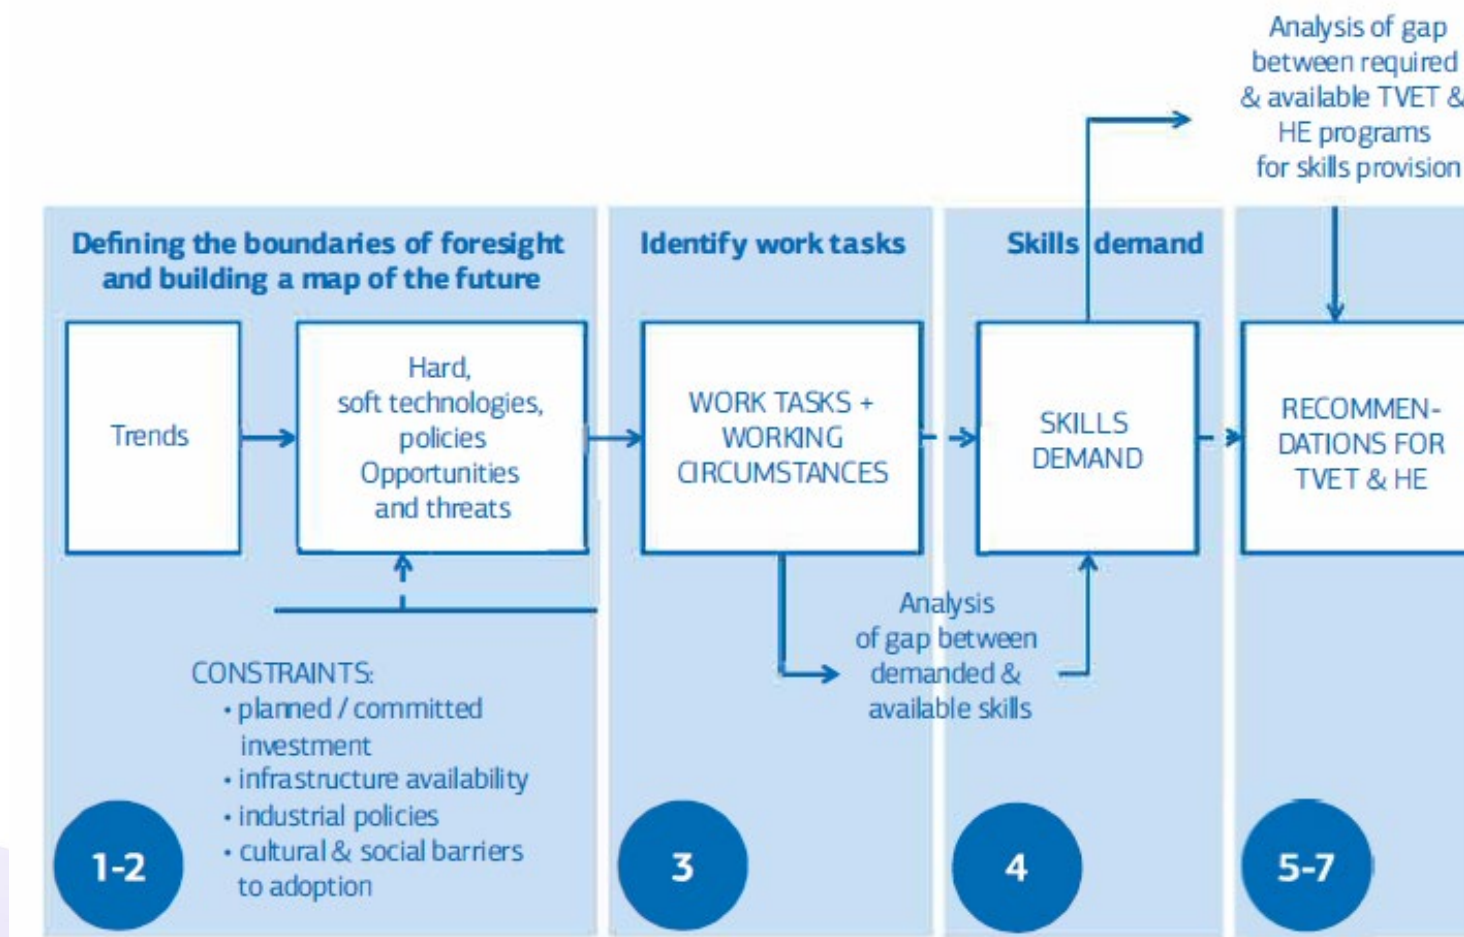 Analysis of gap
between required
& available TVET &
HE programs
for skills provision
Defining the boundaries of foresight
and building a map of the future
Identify work tasks
Skills demand
Trends
Hard,
soft technologies,
policies
Opportunities
and threats
WORK TASKS +
WORKING
CIRCUMSTANCES
SKILLS
DEMAND
RECOMMEN-
DATIONS FOR
TVET & HE
Analysis
of gap between
demanded &
available skills
CONSTRAINTS:
• planned / committed
investment
• infrastructure availability
• industrial policies
• cultural & social barriers
to adoption
1-2
3
4
5-7